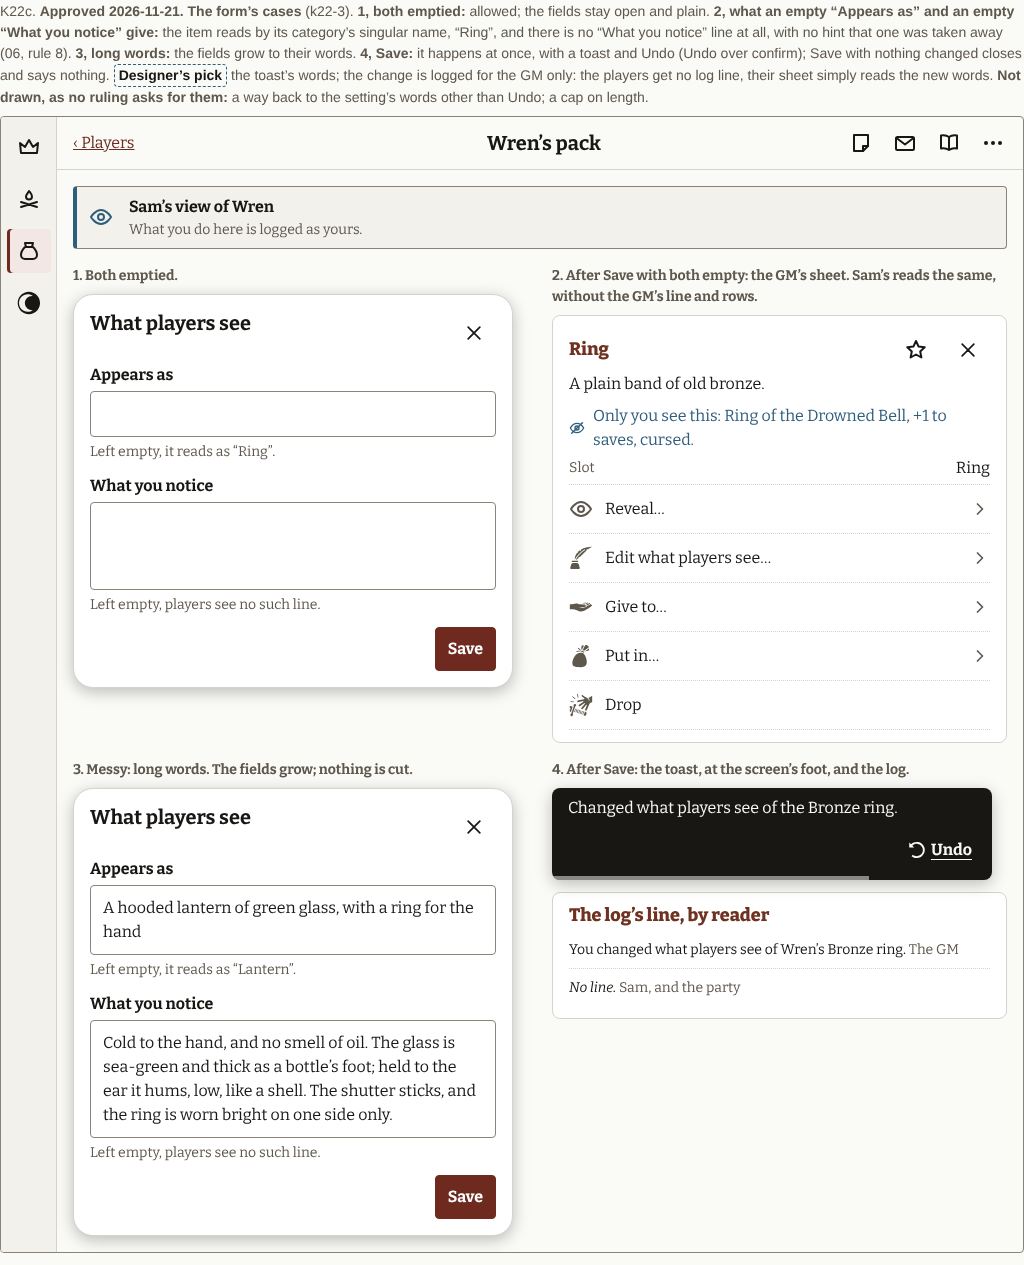 K22c. Approved 2026-11-21. The form’s cases (k22-3). 1, both emptied: allowed; the fields stay open and plain. 2, what an empty “Appears as” and an empty
“What you notice” give: the item reads by its category’s singular name, “Ring”, and there is no “What you notice” line at all, with no hint that one was taken away
(06, rule 8). 3, long words: the fields grow to their words. 4, Save: it happens at once, with a toast and Undo (Undo over confirm); Save with nothing changed closes
and says nothing. Designer’s pick the toast’s words; the change is logged for the GM only: the players get no log line, their sheet simply reads the new words. Not
drawn, as no ruling asks for them: a way back to the setting’s words other than Undo; a cap on length.
‹ Players
Wren’s pack
Sam’s view of Wren
What you do here is logged as yours.
1. Both emptied.
What players see
Appears as
Left empty, it reads as “Ring”.
What you notice
Left empty, players see no such line.
Save
2. After Save with both empty: the GM’s sheet. Sam’s reads the same,
without the GM’s line and rows.
Ring
A plain band of old bronze.
Only you see this: Ring of the Drowned Bell, +1 to
saves, cursed.
Slot Ring
Reveal…
Edit what players see…
Give to…
Put in…
Drop
3. Messy: long words. The fields grow; nothing is cut.
What players see
Appears as
A hooded lantern of green glass, with a ring for the
hand
Left empty, it reads as “Lantern”.
What you notice
Cold to the hand, and no smell of oil. The glass is
sea-green and thick as a bottle’s foot; held to the
ear it hums, low, like a shell. The shutter sticks, and
the ring is worn bright on one side only.
Left empty, players see no such line.
Save
4. After Save: the toast, at the screen’s foot, and the log.
Changed what players see of the Bronze ring.
Undo
The log’s line, by reader
You changed what players see of Wren’s Bronze ring. The GM
No line. Sam, and the party